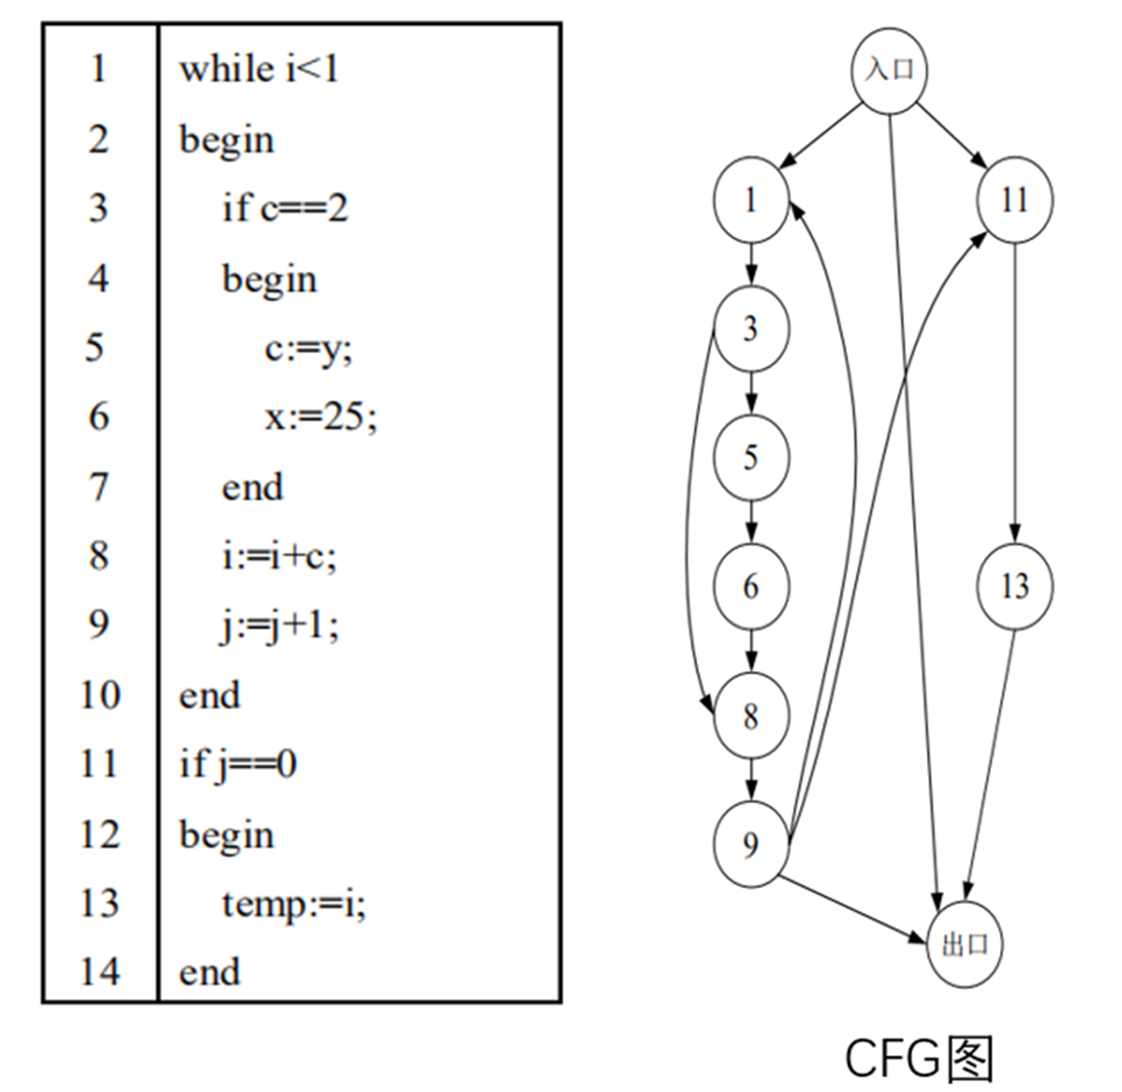 1 while i<1
2 begin
3 if c==2
4 begin
5 c:=y;
6 x:=25;
7 end
8 i:=i+c;
9 j:=j+1;
10 end
11 if j==0
12 begin
13 temp:=i;
14 end
入口
1
11
3
5
6
13
8
9
出口
CFG图